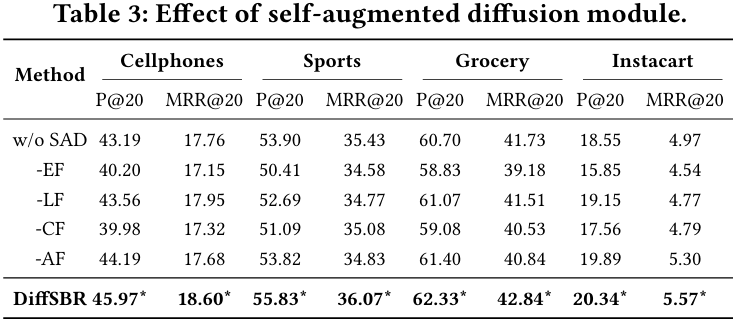 Table 3: Effect of self-augmented diffusion module.
Method Cellphones Sports Grocery Instacart
P@20 MRR@20 P@20 MRR@20 P@20 MRR@20 P@20 MRR@20
w/o SAD 43.19 17.76 53.90 35.43 60.70 41.73 18.55 4.97
-EF 40.20 17.15 50.41 34.58 58.83 39.18 15.85 4.54
-LF 43.56 17.95 52.69 34.77 61.07 41.51 19.15 4.77
-CF 39.98 17.32 51.09 35.08 59.08 40.53 17.56 4.79
-AF 44.19 17.68 53.82 34.83 61.40 40.84 19.89 5.30
DiffSBR 45.97* 18.60* 55.83* 36.07* 62.33* 42.84* 20.34* 5.57*